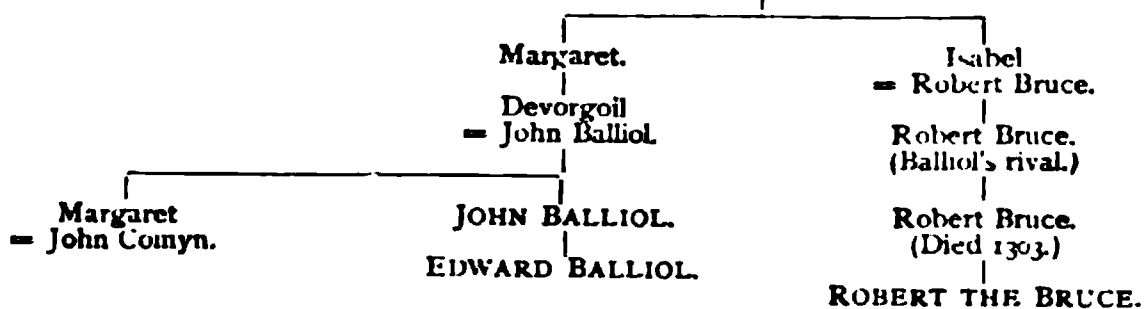 Margaret.
Isabel
= Robert Bruce.
Devorgoil
= John Balliol.
Robert Bruce.
(Balliol's rival.)
Margaret
= John Comyn.
JOHN BALLIOL.
Robert Bruce.
(Died 1303.)
EDWARD BALLIOL.
ROBERT THE BRUCE.